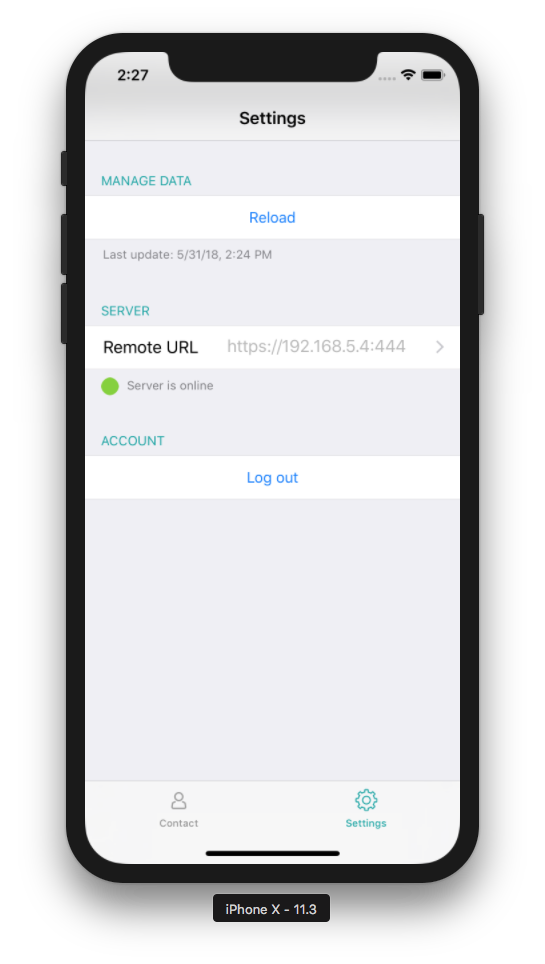 2:27
Settings
MANAGE DATA
Reload
Last update: 5/31/18, 2:24 PM
SERVER
Remote URL https://192.168.5.4:444
Server is online
ACCOUNT
Log out
Contact Settings
iPhone X - 11.3